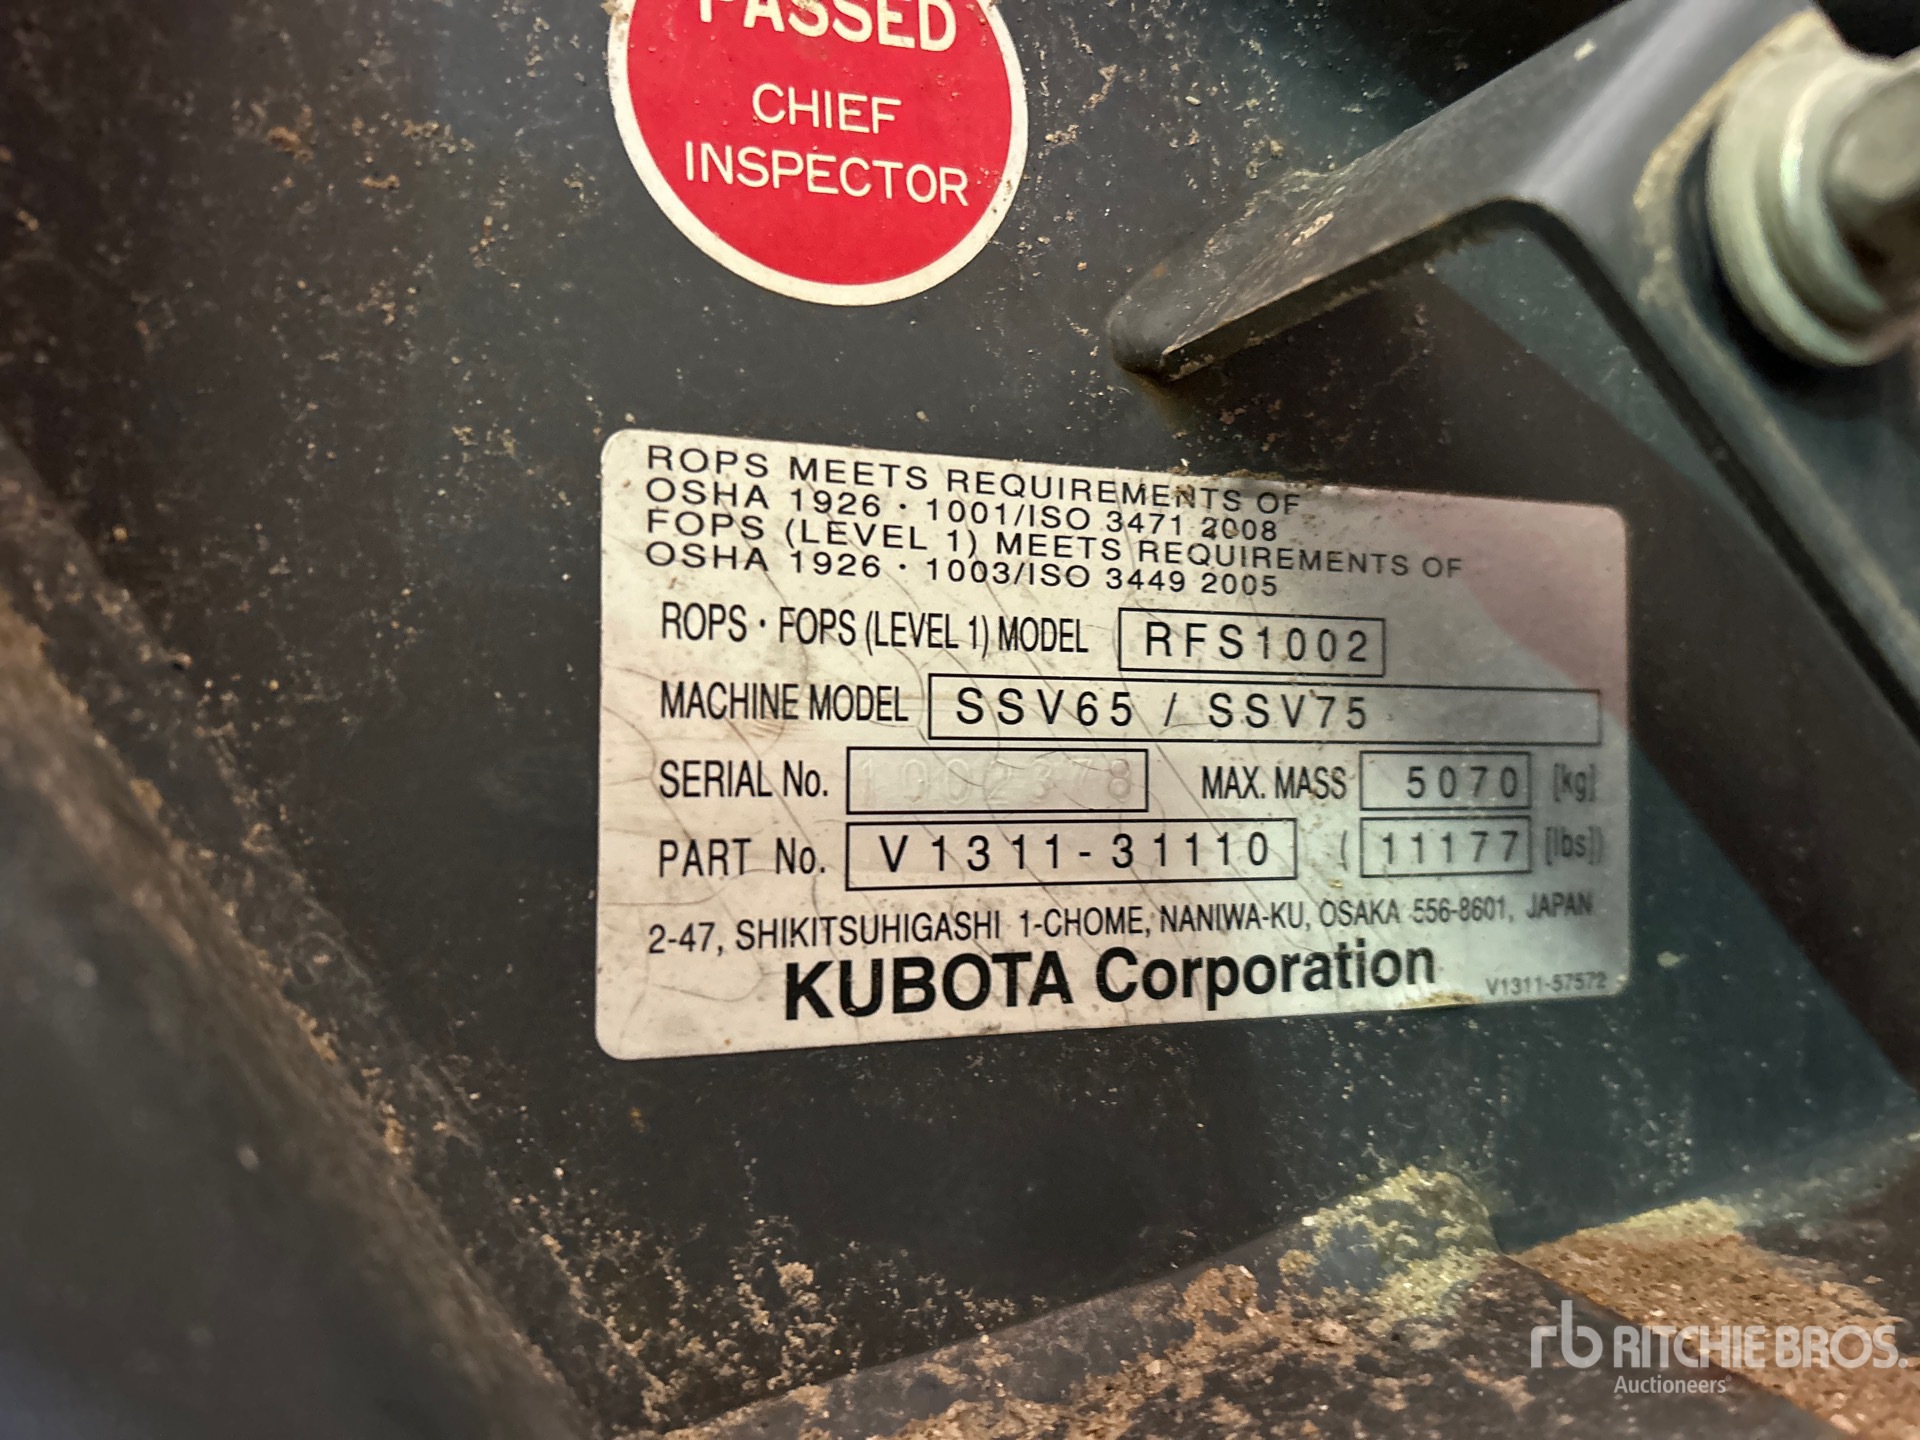 PASSED
CHIEF
INSPECTOR
ROPS MEETS REQUIREMENTS OF
OSHA 1926・1001/ISO 3471 2008
FOPS (LEVEL 1) MEETS REQUIREMENTS OF
OSHA 1926・1003/ISO 3449 2005
ROPS・FOPS (LEVEL 1) MODEL RFS1002
MACHINE MODEL SSV65 / SSV75
SERIAL No. 1002378 MAX. MASS 5070 [kg]
PART No. V1311-31110 (11177 [lbs])
2-47, SHIKITSUHIGASHI 1-CHOME, NANIWA-KU, OSAKA 556-8601, JAPAN
KUBOTA Corporation V1311-57572
rb RITCHIE BROS.
Auctioneers